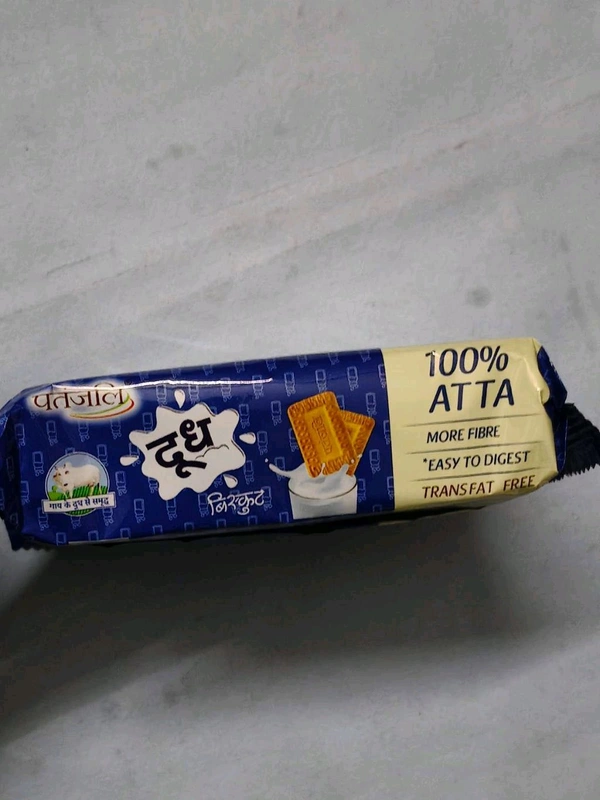 पतंजलि
दूध
बिस्कुट
गाय के दूध से समृद्ध
100%
ATTA
MORE FIBRE
*EASY TO DIGEST
TRANS FAT FREE